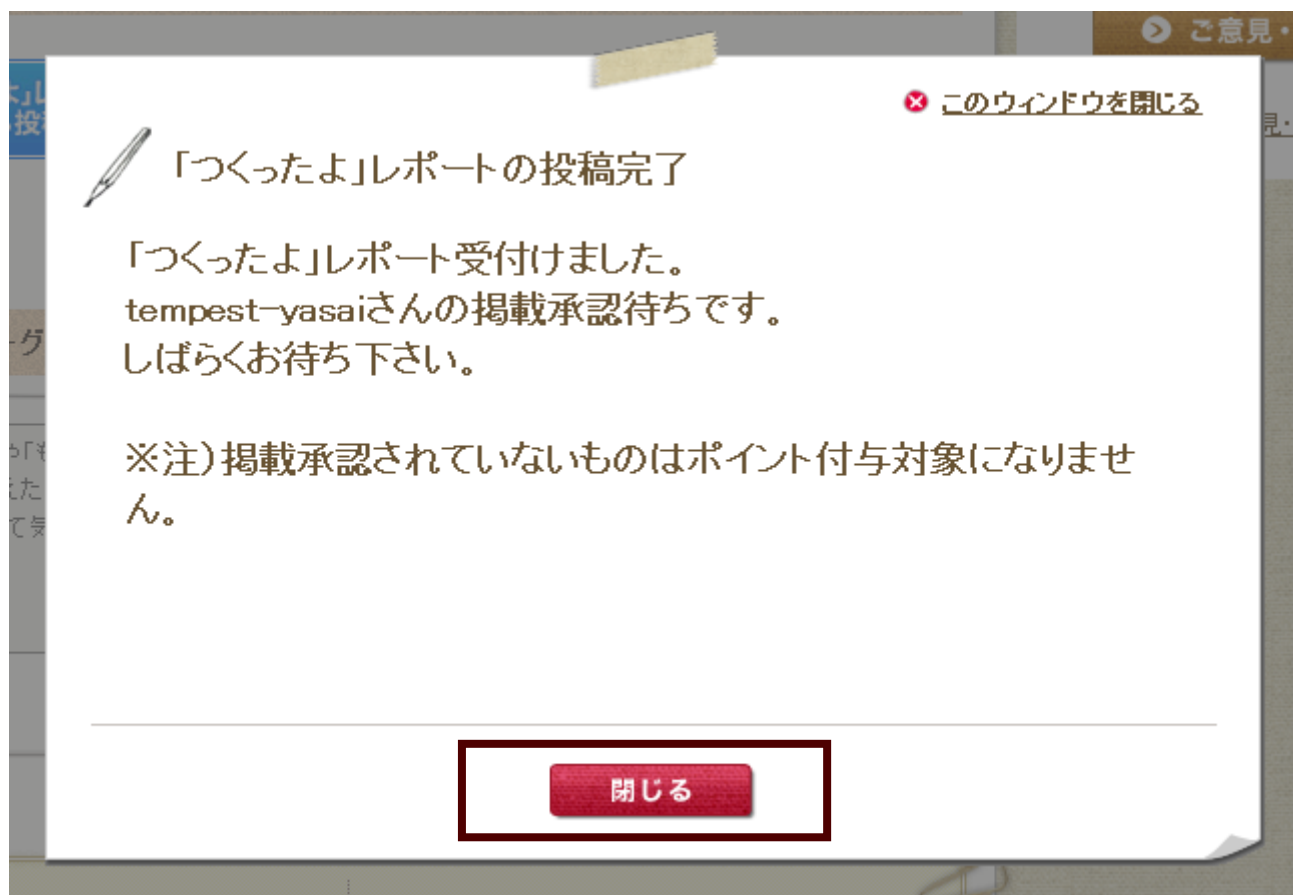 ご意見・
このウィンドウを閉じる
「つくったよ」レポートの投稿完了
「つくったよ」レポート受付けました。
tempest-yasaiさんの掲載承認待ちです。
しばらくお待ち下さい。
※注）掲載承認されていないものはポイント付与対象になりませ
ん。
閉じる